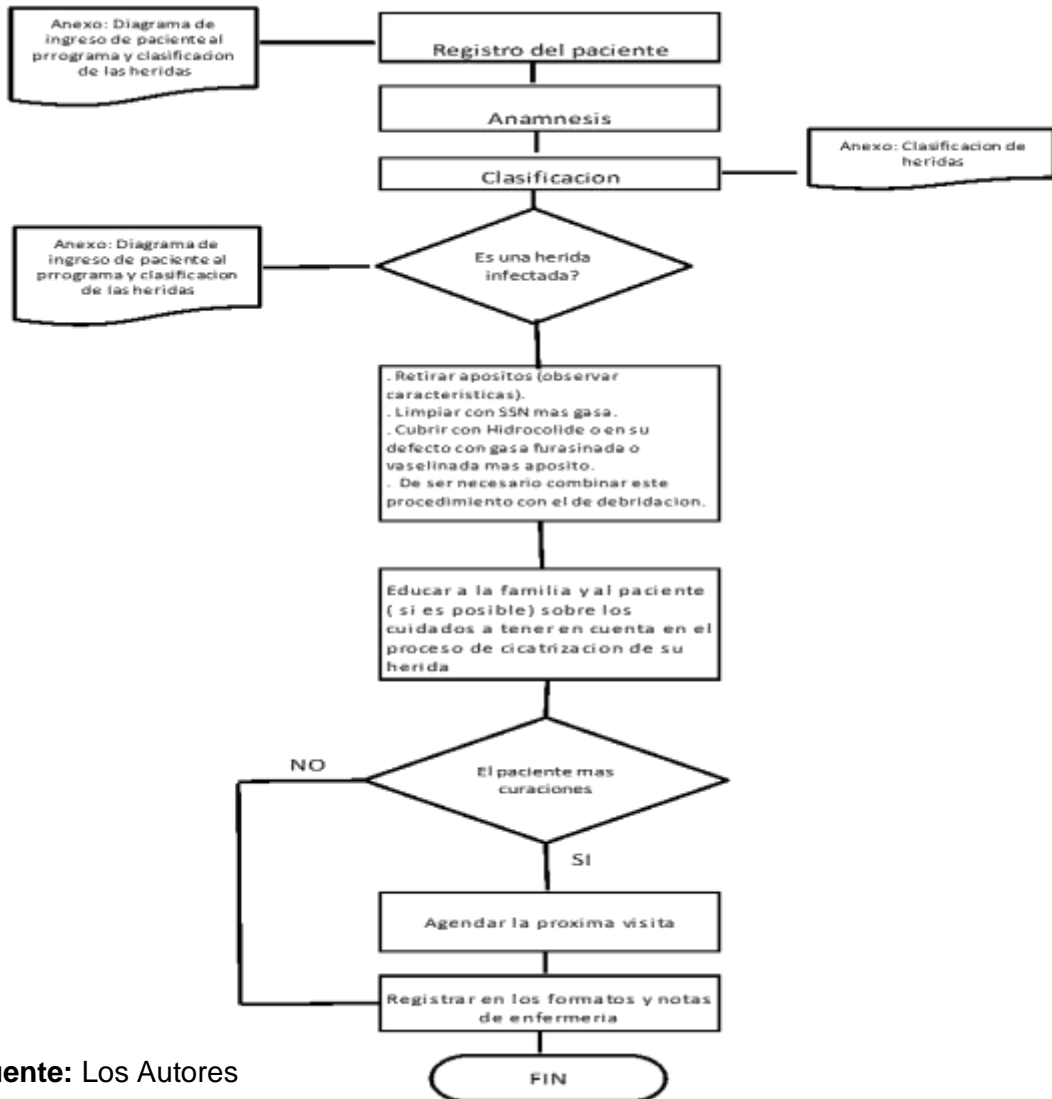 Anexo: Diagrama de
ingreso de paciente al
prrograma y clasificacion
de las heridas
Registro del paciente
Anamnesis
Clasificacion
Anexo: Clasificacion de
heridas
Anexo: Diagrama de
ingreso de paciente al
prrograma y clasificacion
de las heridas
Es una herida
infectada?
. Retirar apositos (observar
caracteristicas).
. Limpiar con SSN mas gasa.
. Cubrir con Hidrocolide o en su
defecto con gasa furasinada o
vaselinada mas aposito.
. De ser necesario combinar este
procedimiento con el de debridacion.
Educar a la familia y al paciente
( si es posible) sobre los
cuidados a tener en cuenta en el
proceso de cicatrizacion de su
herida
NO
El paciente mas
curaciones
SI
Agendar la proxima visita
Registrar en los formatos y notas
de enfermeria
FIN
uente: Los Autores